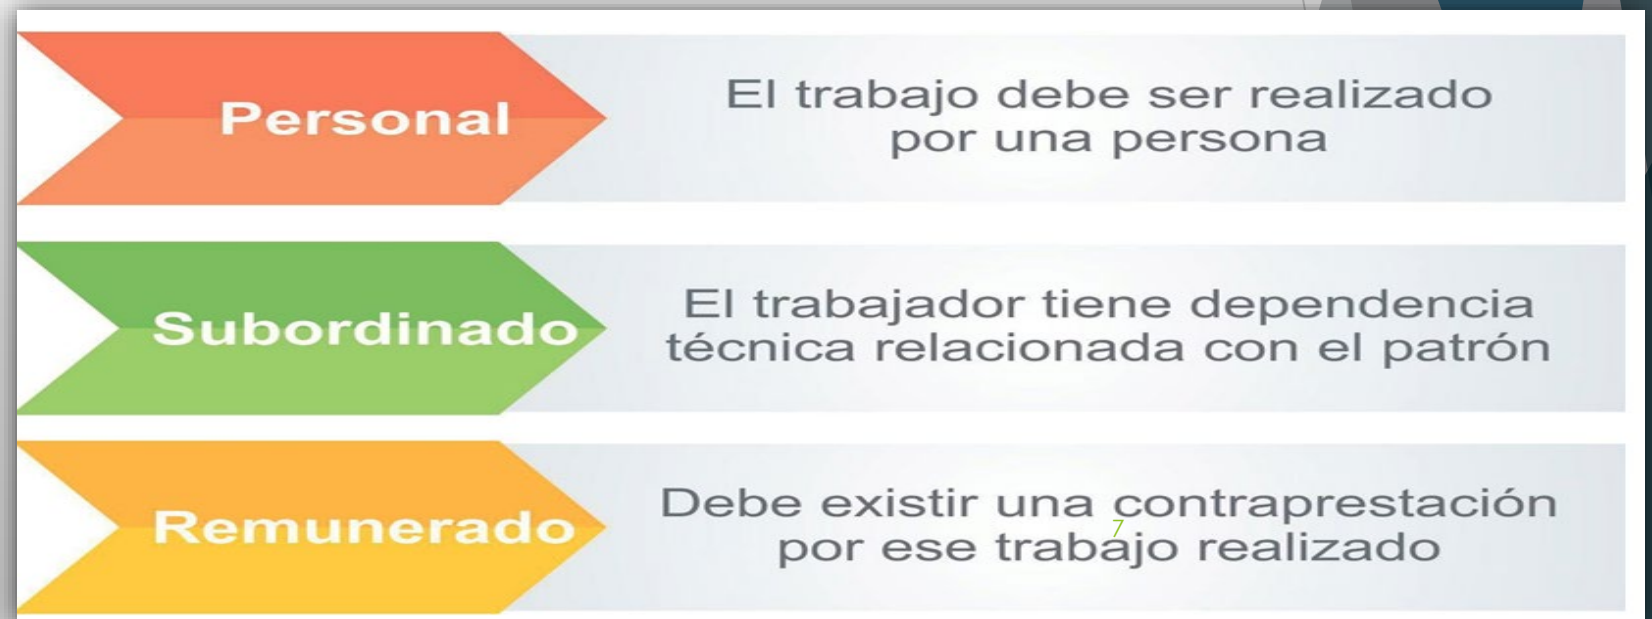 Personal
El trabajo debe ser realizado
por una persona
Subordinado
El trabajador tiene dependencia
técnica relacionada con el patrón
Remunerado
Debe existir una contraprestación
por ese trabajo realizado
7